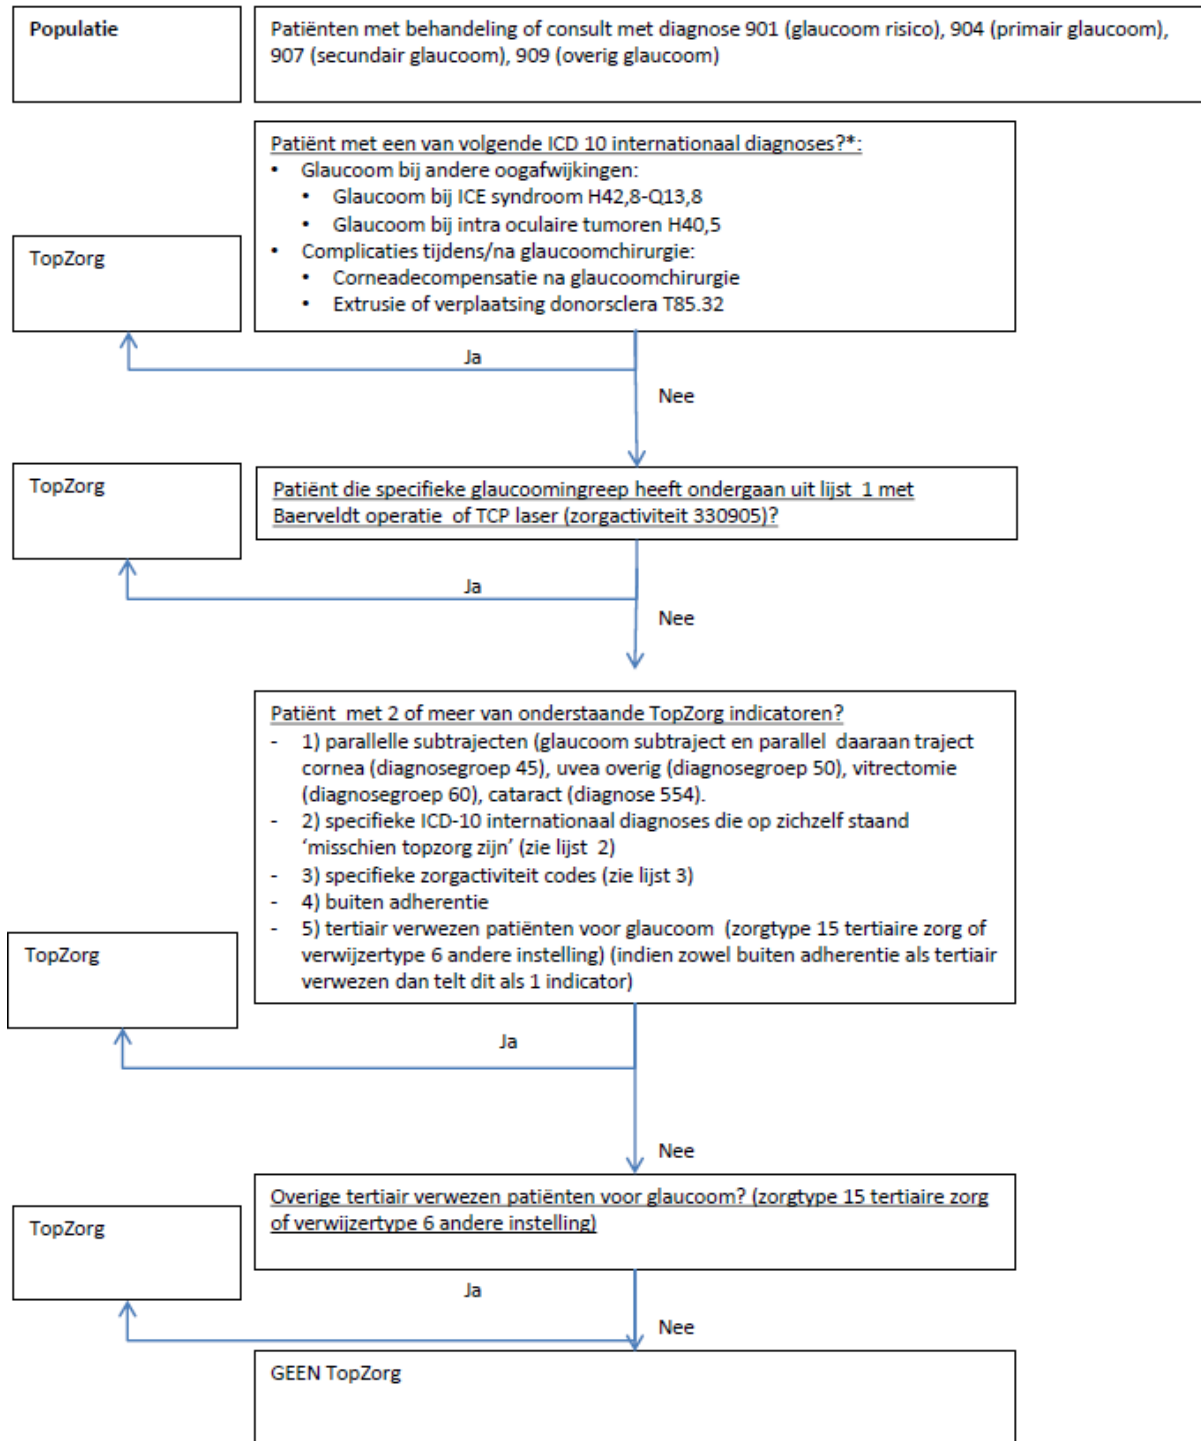 Populatie
Patiënten met behandeling of consult met diagnose 901 (glaucoom risico), 904 (primair glaucoom),
907 (secundair glaucoom), 909 (overig glaucoom)
Patiënt met een van volgende ICD 10 internationaal diagnoses?*:
• Glaucoom bij andere oogafwijkingen:
• Glaucoom bij ICE syndroom H42,8-Q13,8
• Glaucoom bij intra oculaire tumoren H40,5
• Complicaties tijdens/na glaucoomchirurgie:
• Corneadecompensatie na glaucoomchirurgie
• Extrusie of verplaatsing donorsclera T85.32
TopZorg
Ja
Nee
TopZorg
Patiënt die specifieke glaucoomingreep heeft ondergaan uit lijst 1 met
Baerveldt operatie of TCP laser (zorgactiviteit 330905)?
Ja
Nee
Patiënt met 2 of meer van onderstaande TopZorg indicatoren?
- 1) parallelle subtrajecten (glaucoom subtraject en parallel daaraan traject
cornea (diagnosegroep 45), uvea overig (diagnosegroep 50), vitrectomie
(diagnosegroep 60), cataract (diagnose 554).
- 2) specifieke ICD-10 internationaal diagnoses die op zichzelf staand
‘misschien topzorg zijn’ (zie lijst 2)
- 3) specifieke zorgactiviteit codes (zie lijst 3)
- 4) buiten adherentie
- 5) tertiair verwezen patiënten voor glaucoom (zorgtype 15 tertiaire zorg of
verwijzertype 6 andere instelling) (indien zowel buiten adherentie als tertiair
verwezen dan telt dit als 1 indicator)
TopZorg
Ja
Nee
Overige tertiair verwezen patiënten voor glaucoom? (zorgtype 15 tertiaire zorg
of verwijzertype 6 andere instelling)
TopZorg
Ja
Nee
GEEN TopZorg